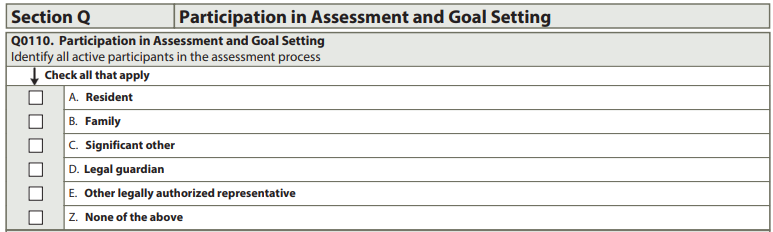 Section Q Participation in Assessment and Goal Setting
Q0110. Participation in Assessment and Goal Setting
Identify all active participants in the assessment process
Check all that apply
A. Resident
B. Family
C. Significant other
D. Legal guardian
E. Other legally authorized representative
Z. None of the above